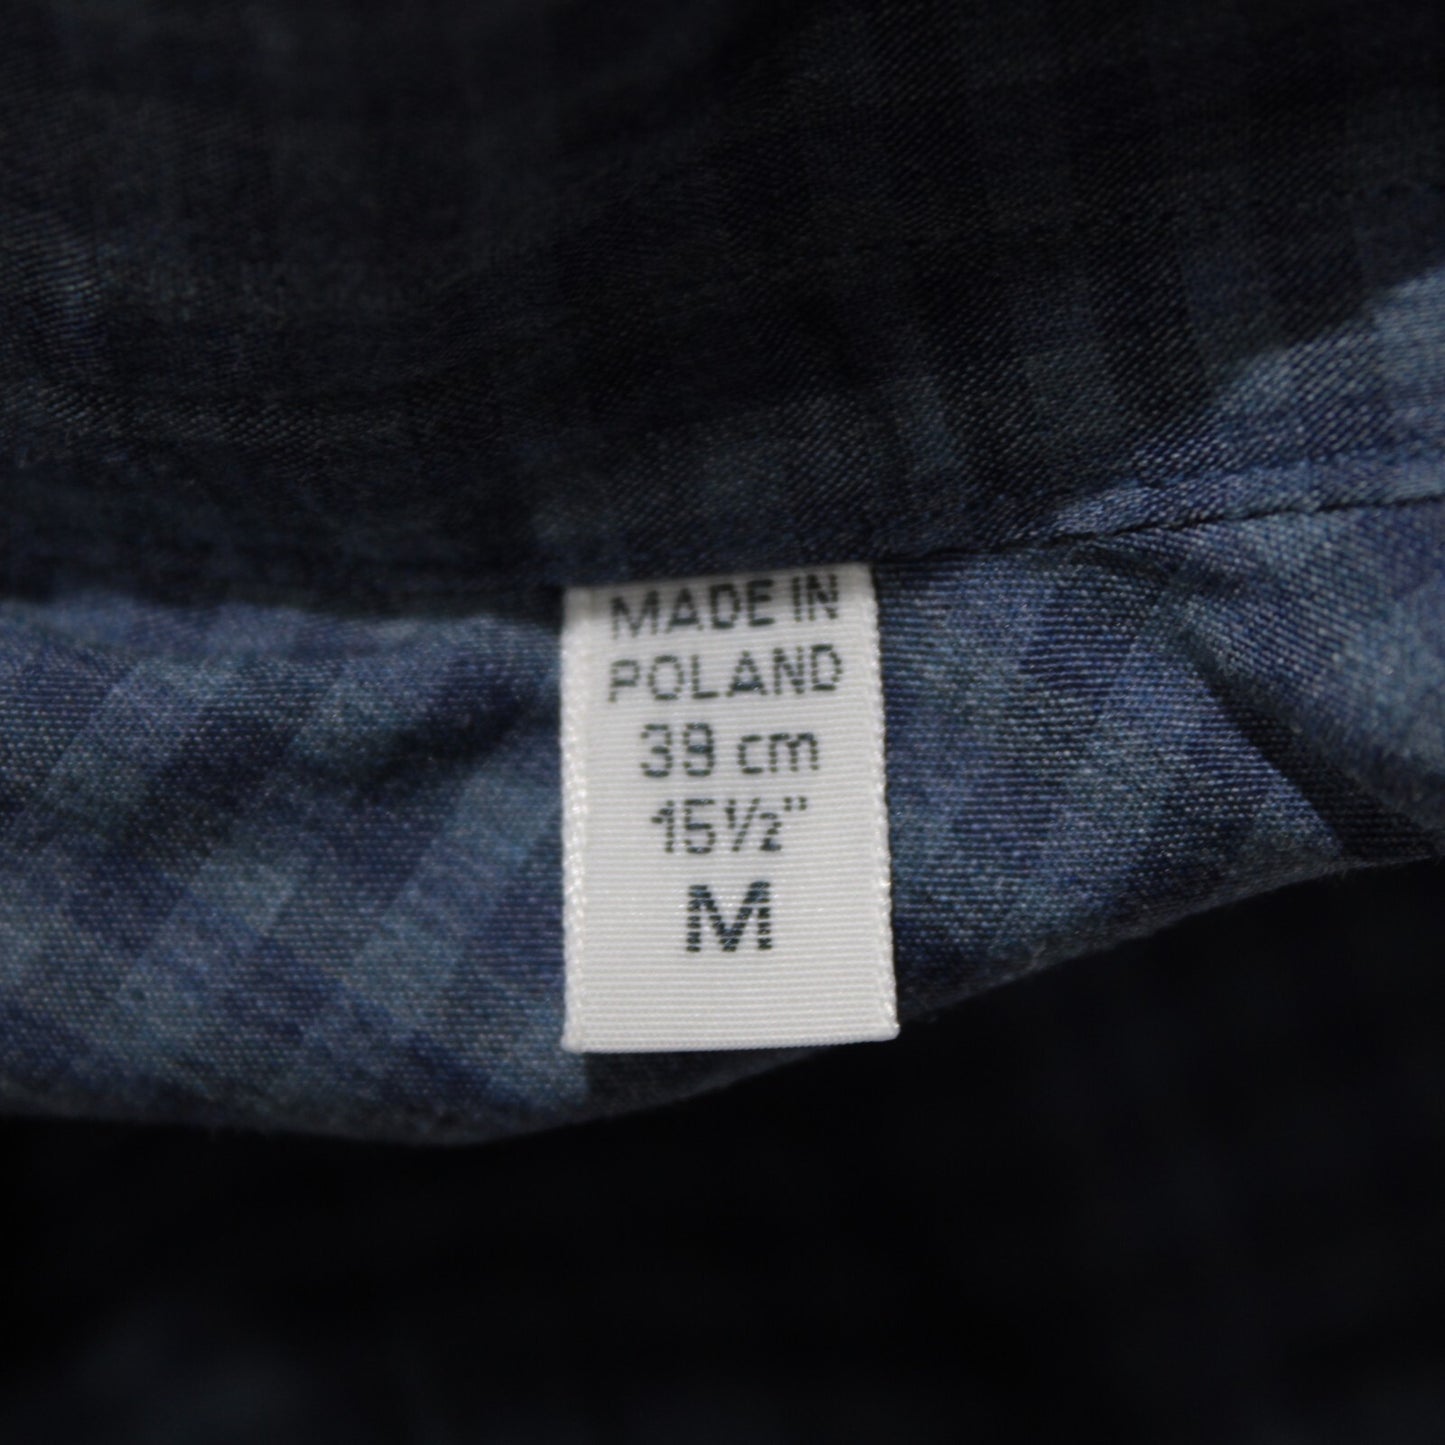 MADE IN
POLAND
39 cm
15½"
M